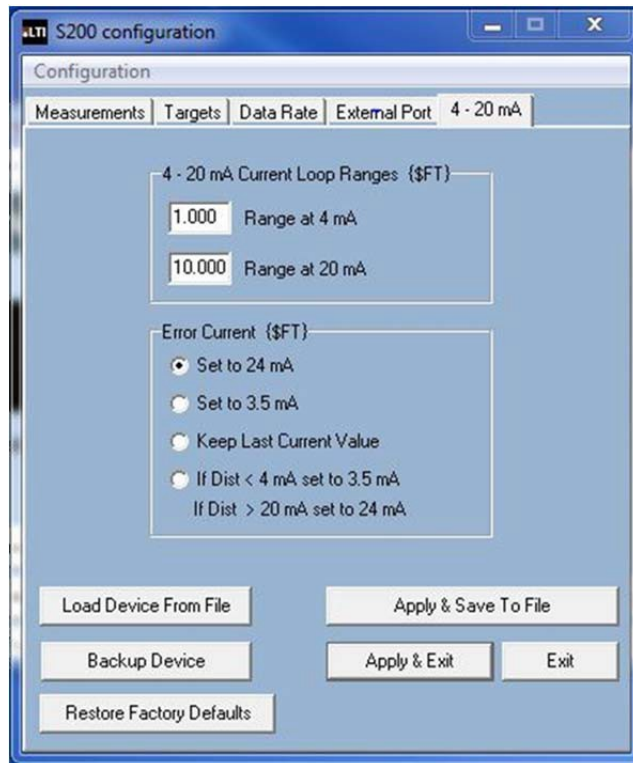 LTI S200 configuration
Configuration
Measurements Targets Data Rate External Port 4 - 20 mA
4 - 20 mA Current Loop Ranges {$FT}
1.000 Range at 4 mA
10.000 Range at 20 mA
Error Current {$FT}
Set to 24 mA
Set to 3.5 mA
Keep Last Current Value
If Dist < 4 mA set to 3.5 mA
If Dist > 20 mA set to 24 mA
Load Device From File Apply & Save To File
Backup Device Apply & Exit Exit
Restore Factory Defaults